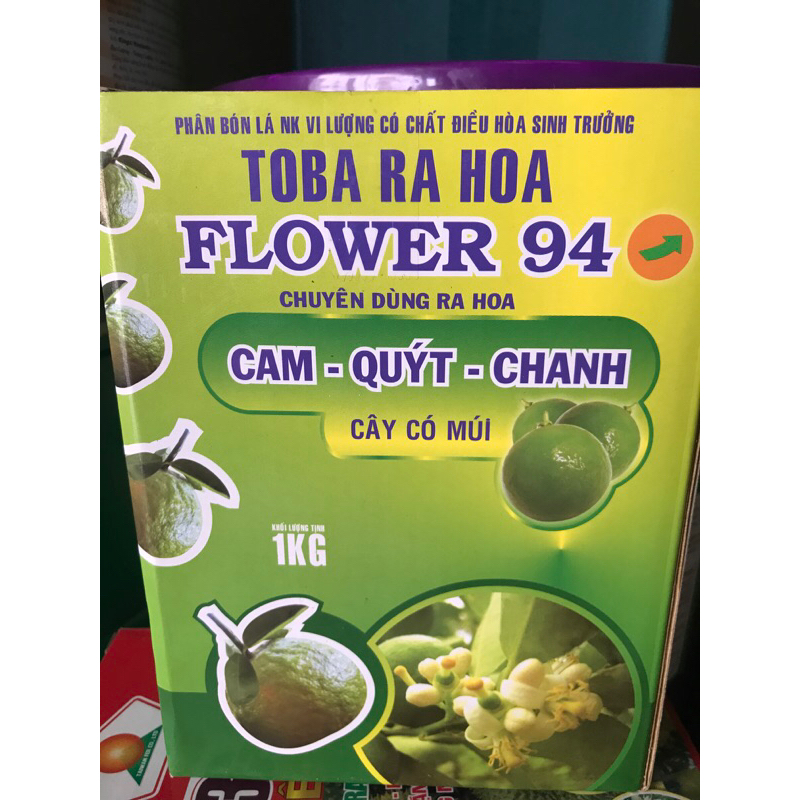 PHÂN BÓN LÁ NK VI LƯỢNG CÓ CHẤT ĐIỀU HÒA SINH TRƯỞNG
TOBA RA HOA
FLOWER 94
CHUYÊN DÙNG RA HOA
CAM - QUÝT - CHANH
CÂY CÓ MÚI
KHỐI LƯỢNG TỊNH
1KG